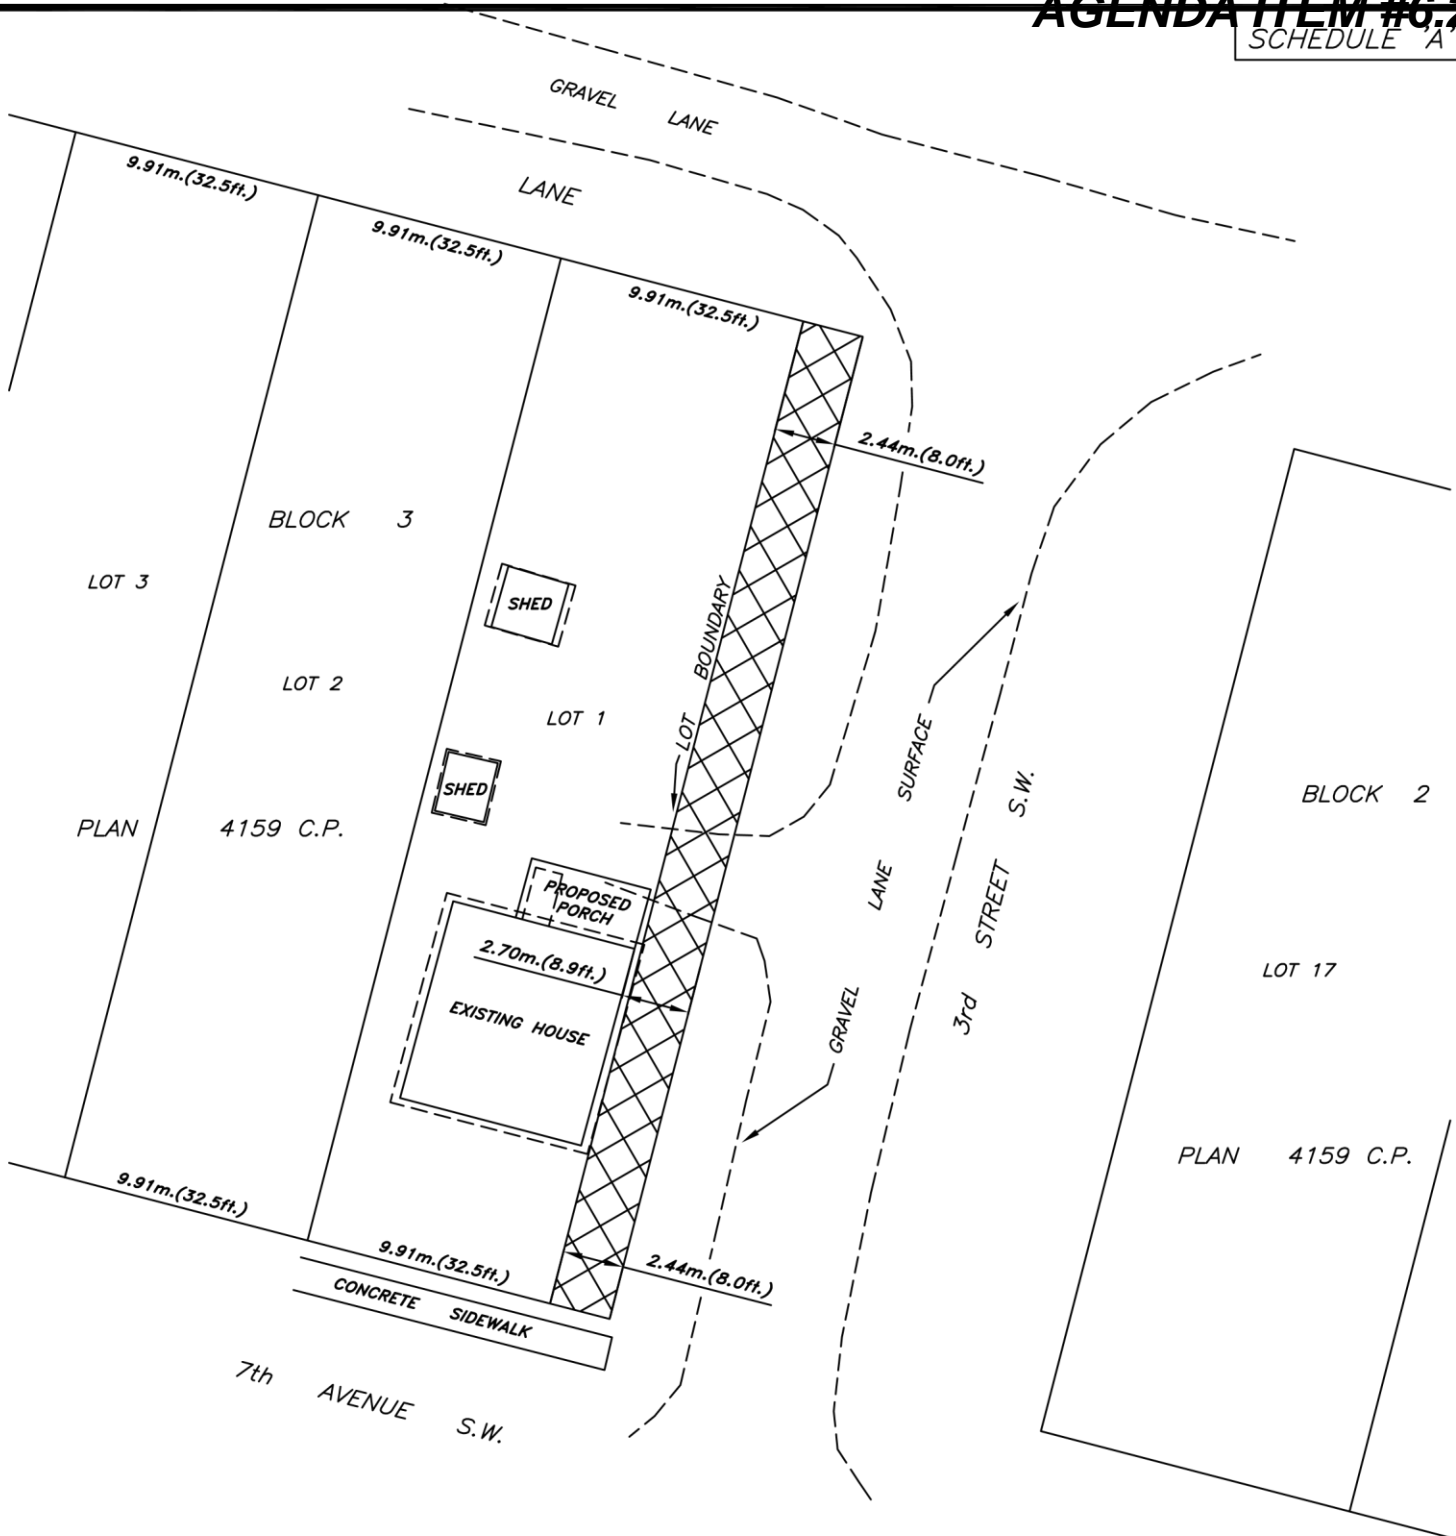 AGENDA ITEM #6.2
SCHEDULE 'A'
GRAVEL LANE
LANE
9.91m.(32.5ft.)
9.91m.(32.5ft.)
9.91m.(32.5ft.)
2.44m.(8.0ft.)
BLOCK 3
LOT 3
SHED
LOT BOUNDARY
LOT 2
LOT 1
SHED
PLAN 4159 C.P.
PROPOSED
PORCH
2.70m.(8.9ft.)
EXISTING HOUSE
GRAVEL LANE SURFACE
3rd STREET S.W.
BLOCK 2
LOT 17
PLAN 4159 C.P.
9.91m.(32.5ft.)
9.91m.(32.5ft.)
2.44m.(8.0ft.)
CONCRETE SIDEWALK
7th AVENUE S.W.